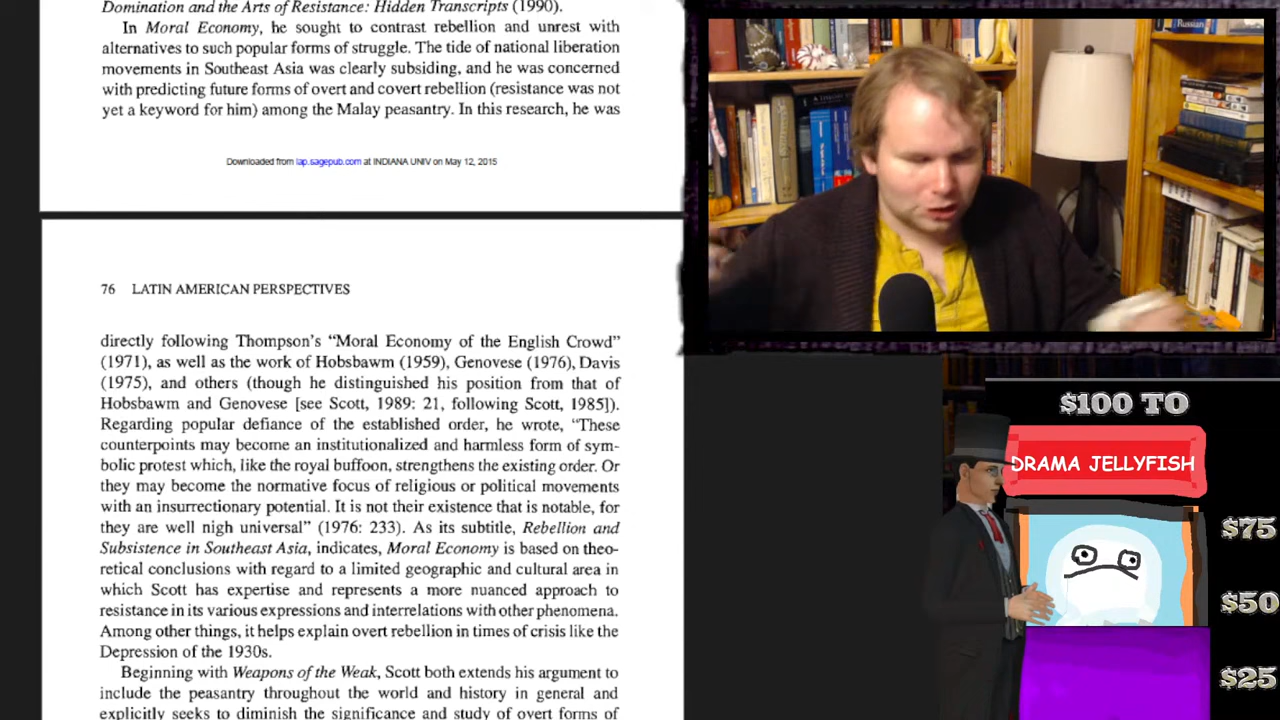 Domination and the Arts of Resistance: Hidden Transcripts (1990).
In Moral Economy, he sought to contrast rebellion and unrest with
alternatives to such popular forms of struggle. The tide of national liberation
movements in Southeast Asia was clearly subsiding, and he was concerned
with predicting future forms of overt and covert rebellion (resistance was not
yet a keyword for him) among the Malay peasantry. In this research, he was
Downloaded from lap.sagepub.com at INDIANA UNIV on May 12, 2015
76 LATIN AMERICAN PERSPECTIVES
directly following Thompson's “Moral Economy of the English Crowd”
(1971), as well as the work of Hobsbawm (1959), Genovese (1976), Davis
(1975), and others (though he distinguished his position from that of
Hobsbawm and Genovese [see Scott, 1989: 21, following Scott, 1985]).
Regarding popular defiance of the established order, he wrote, “These
counterpoints may become an institutionalized and harmless form of sym-
bolic protest which, like the royal buffoon, strengthens the existing order. Or
they may become the normative focus of religious or political movements
with an insurrectionary potential. It is not their existence that is notable, for
they are well nigh universal” (1976: 233). As its subtitle, Rebellion and
Subsistence in Southeast Asia, indicates, Moral Economy is based on theo-
retical conclusions with regard to a limited geographic and cultural area in
which Scott has expertise and represents a more nuanced approach to
resistance in its various expressions and interrelations with other phenomena.
Among other things, it helps explain overt rebellion in times of crisis like the
Depression of the 1930s.
Beginning with Weapons of the Weak, Scott both extends his argument to
include the peasantry throughout the world and history in general and
explicitly seeks to diminish the significance and study of overt forms of
Russian
$100 TO
DRAMA JELLYFISH
$75
$50
$25